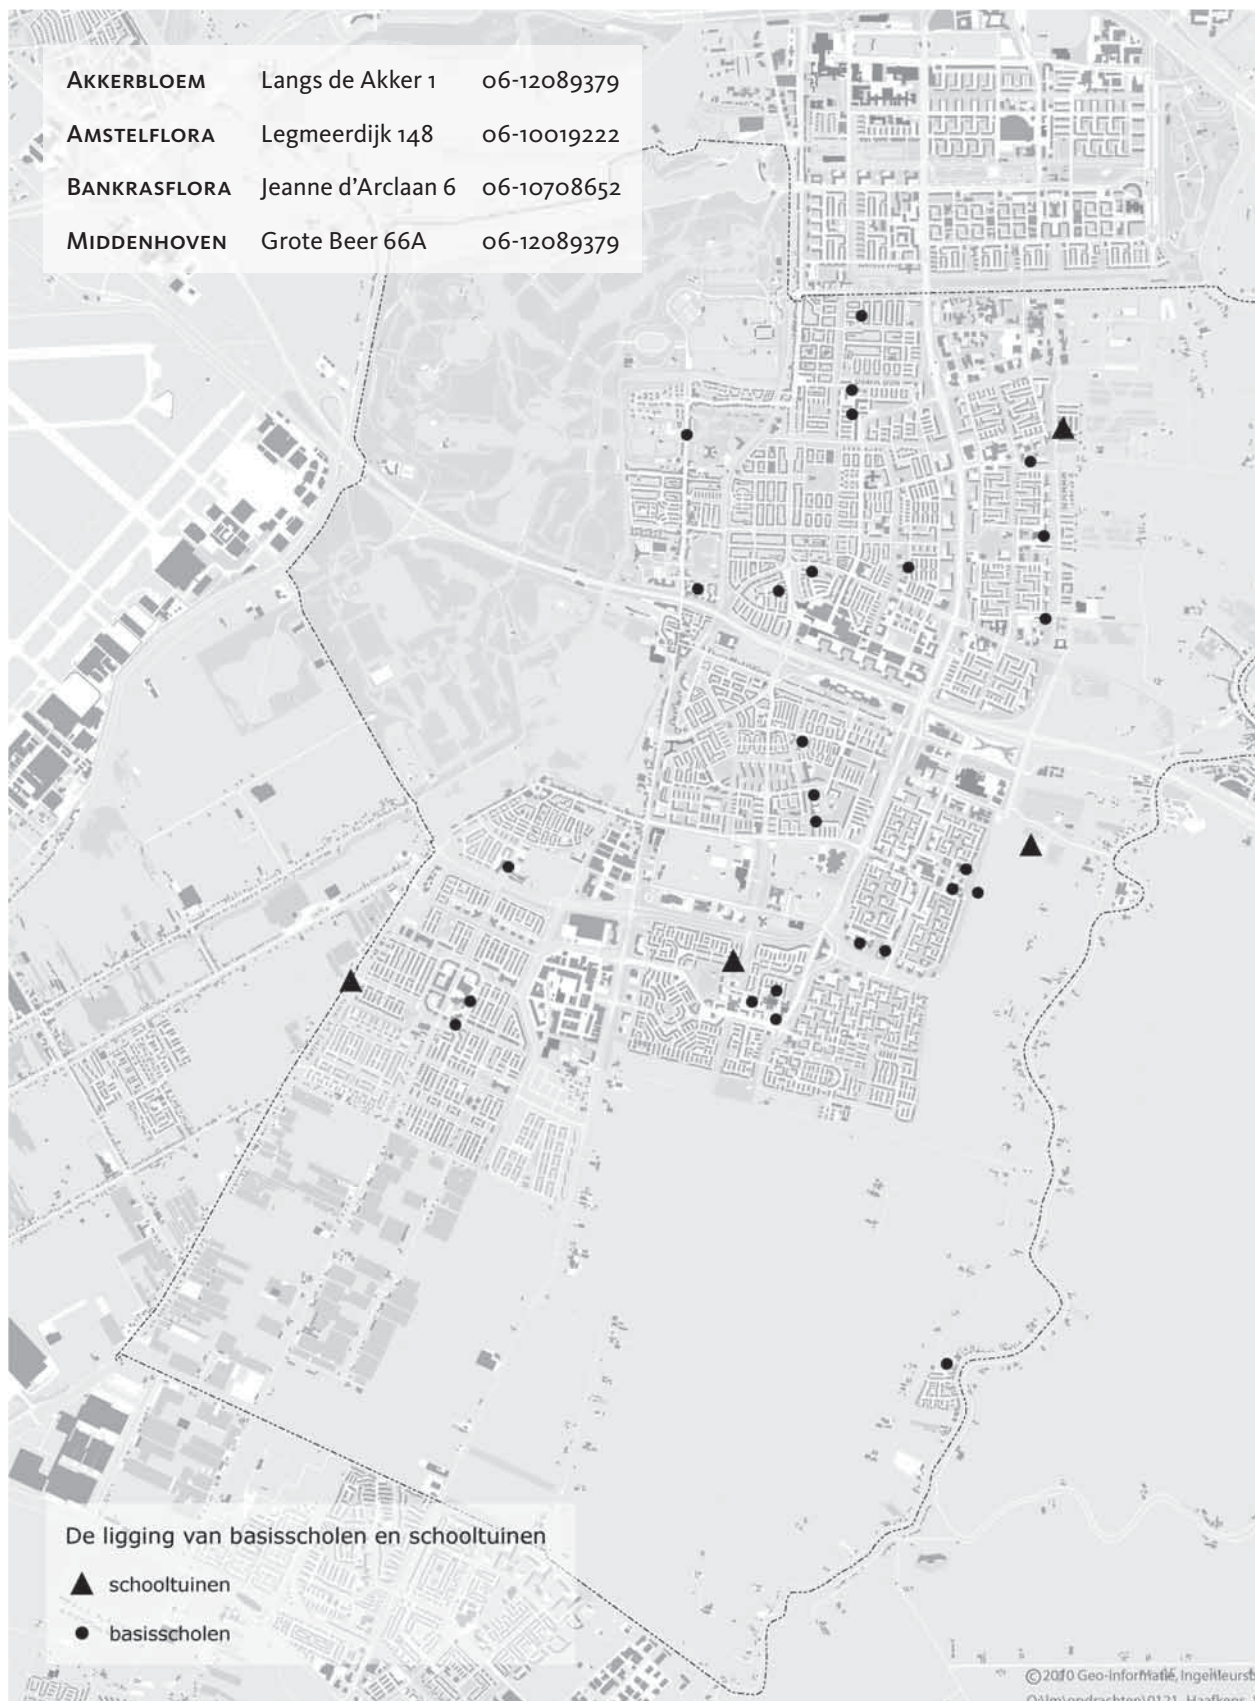 AKKERBLOEM Langs de Akker 1 06-12089379
AMSTELFLORA Legmeerdijk 148 06-10019222
BANKRASFLORA Jeanne d'Arclaan 6 06-10708652
MIDDENHOVEN Grote Beer 66A 06-12089379
De ligging van basisscholen en schooltuinen
schooltuinen
basisscholen
©2010 Geo-Informatie,